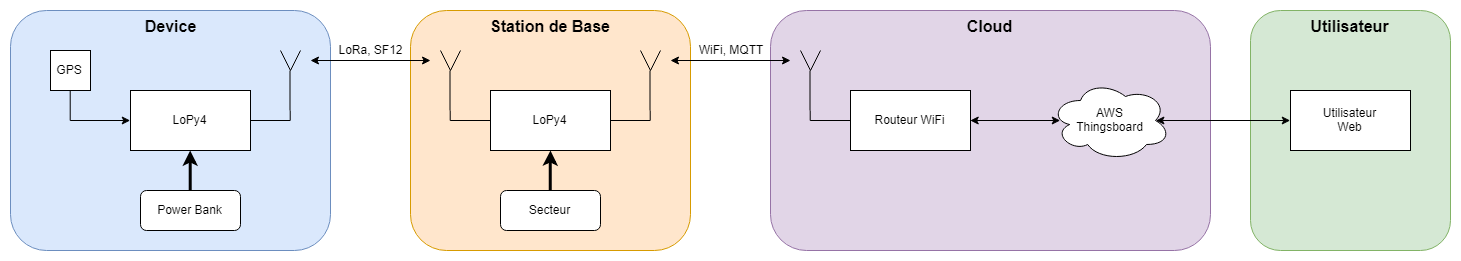 Device
GPS
LoPy4
Power Bank
LoRa, SF12
Station de Base
LoPy4
Secteur
WiFi, MQTT
Cloud
Routeur WiFi
AWS
Thingsboard
Utilisateur
Utilisateur
Web